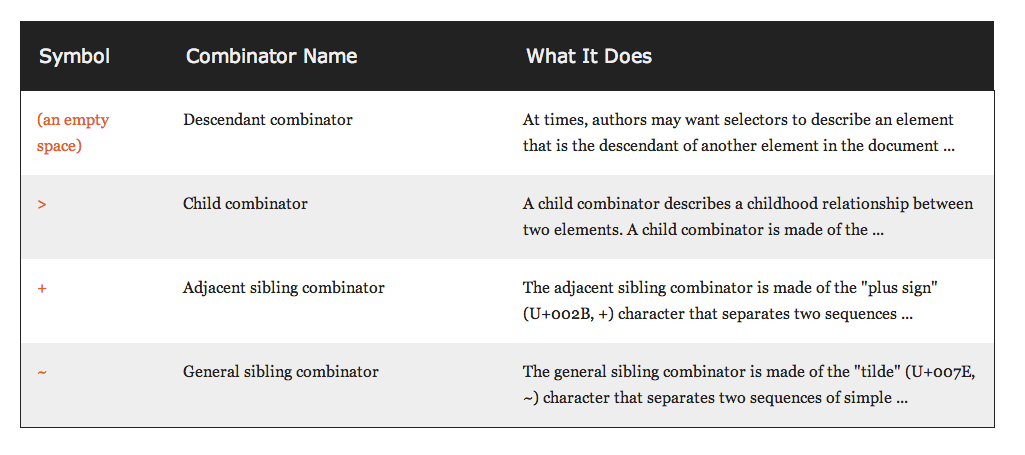 Symbol Combinator Name What It Does
(an empty Descendant combinator At times, authors may want selectors to describe an element
space) that is the descendant of another element in the document ...
> Child combinator A child combinator describes a childhood relationship between
two elements. A child combinator is made of the ...
+ Adjacent sibling combinator The adjacent sibling combinator is made of the "plus sign"
(U+002B, +) character that separates two sequences ...
~ General sibling combinator The general sibling combinator is made of the "tilde" (U+007E,
~) character that separates two sequences of simple ...